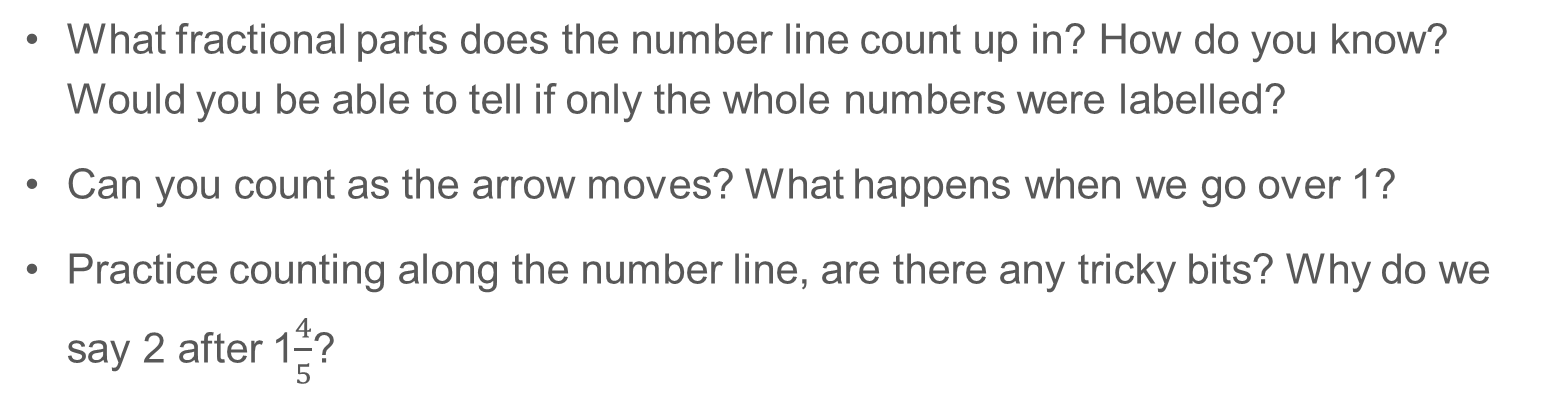 • What fractional parts does the number line count up in? How do you know?
Would you be able to tell if only the whole numbers were labelled?
• Can you count as the arrow moves? What happens when we go over 1?
• Practice counting along the number line, are there any tricky bits? Why do we
say 2 after 1 4/5?